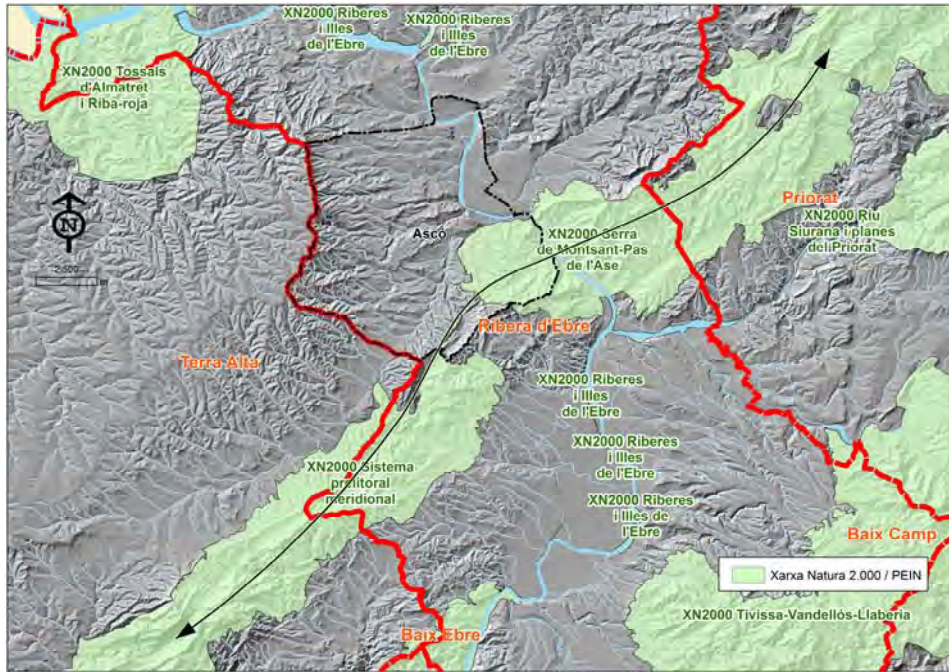 XN2000 Riberes
i Illes
de l'Ebre
XN2000 Riberes
i Illes
de l'Ebre
XN2000 Tossals
d'Almatret
i Riba-roja
N
2.500
m
Ascó
XN2000 Serra
de Montsant-Pas
de l'Ase
Priorat
XN2000 Riu
Siurana i planes
del Priorat
Ribera d'Ebre
Terra Alta
XN2000 Riberes
i Illes
de l'Ebre
XN2000 Riberes
i Illes
de l'Ebre
XN2000 Sistema
prelitoral
meridional
XN2000 Riberes
i Illes de
l'Ebre
Baix Camp
Xarxa Natura 2.000 / PEIN
XN2000 Tivissa-Vandellós-Llaberia
Baix Ebre